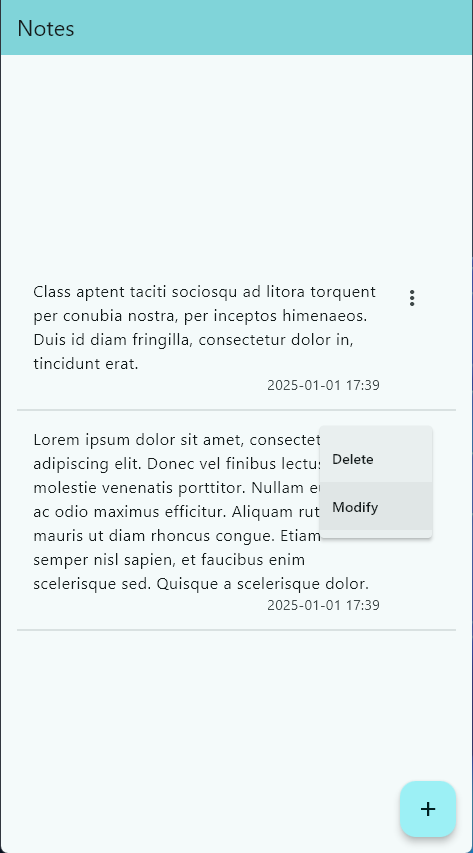 Notes
Class aptent taciti sociosqu ad litora torquent
per conubia nostra, per inceptos himenaeos.
Duis id diam fringilla, consectetur dolor in,
tincidunt erat.
2025-01-01 17:39
Lorem ipsum dolor sit amet, consectet
adipiscing elit. Donec vel finibus lectus
molestie venenatis porttitor. Nullam
ac odio maximus efficitur. Aliquam rut
mauris ut diam rhoncus congue. Etiam
semper nisl sapien, et faucibus enim
scelerisque sed. Quisque a scelerisque dolor.
2025-01-01 17:39
Delete
Modify
+